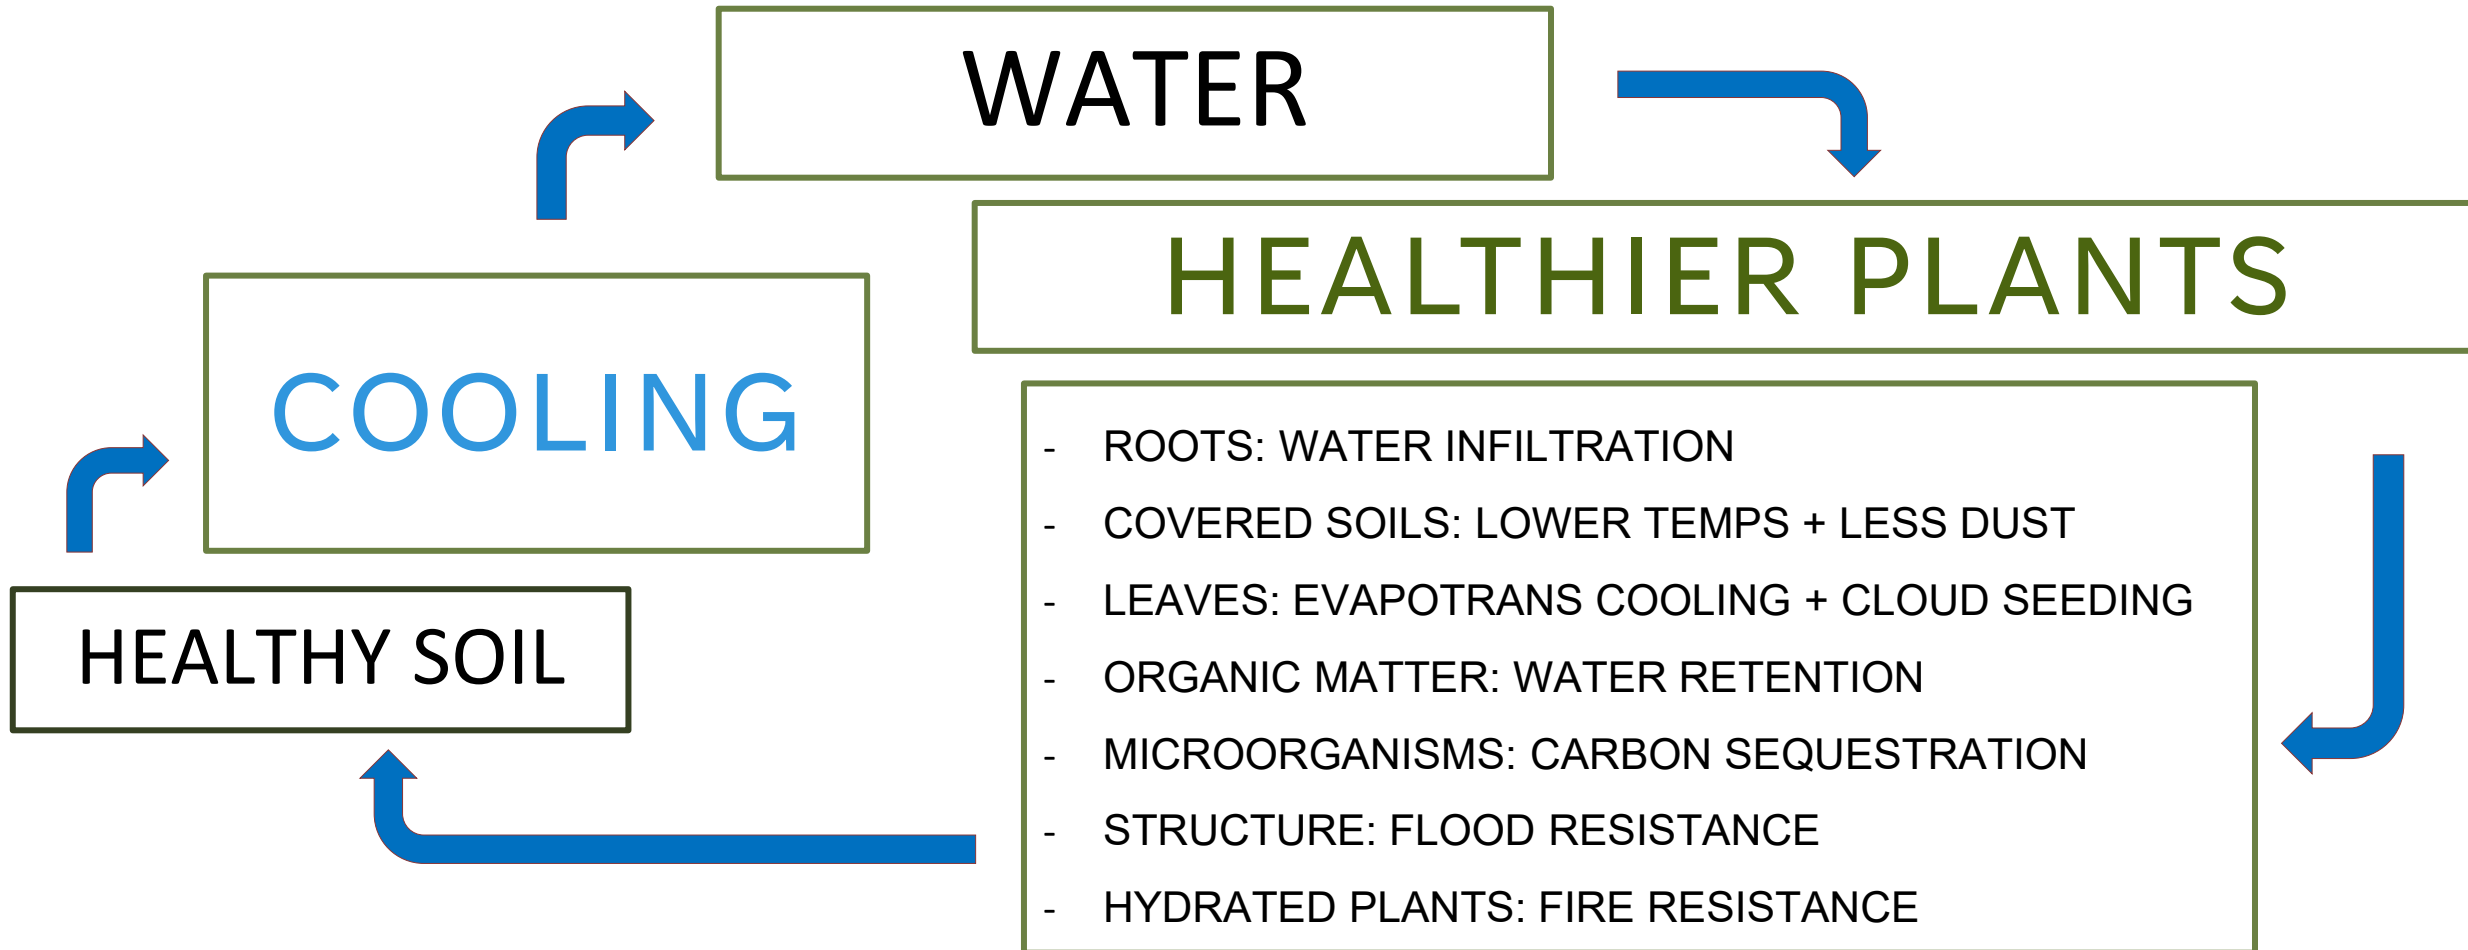 WATER
HEALTHIER PLANTS
COOLING
HEALTHY SOIL
- ROOTS: WATER INFILTRATION
- COVERED SOILS: LOWER TEMPS + LESS DUST
- LEAVES: EVAPOTRANS COOLING + CLOUD SEEDING
- ORGANIC MATTER: WATER RETENTION
- MICROORGANISMS: CARBON SEQUESTRATION
- STRUCTURE: FLOOD RESISTANCE
- HYDRATED PLANTS: FIRE RESISTANCE